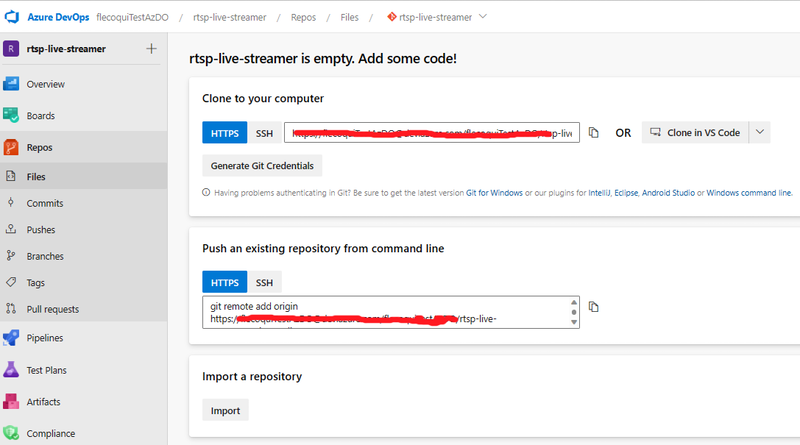 Azure DevOps flecoquiTestAzDO / rtsp-live-streamer / Repos / Files / rtsp-live-streamer
R rtsp-live-streamer +
Overview
Boards
Repos
Files
Commits
Pushes
Branches
Tags
Pull requests
Pipelines
Test Plans
Artifacts
Compliance
rtsp-live-streamer is empty. Add some code!
Clone to your computer
HTTPS SSH OR Clone in VS Code
Generate Git Credentials
Having problems authenticating in Git? Be sure to get the latest version Git for Windows or our plugins for IntelliJ, Eclipse, Android Studio or Windows command line.
Push an existing repository from command line
HTTPS SSH
git remote add origin
https:// /rtsp-live-
Import a repository
Import